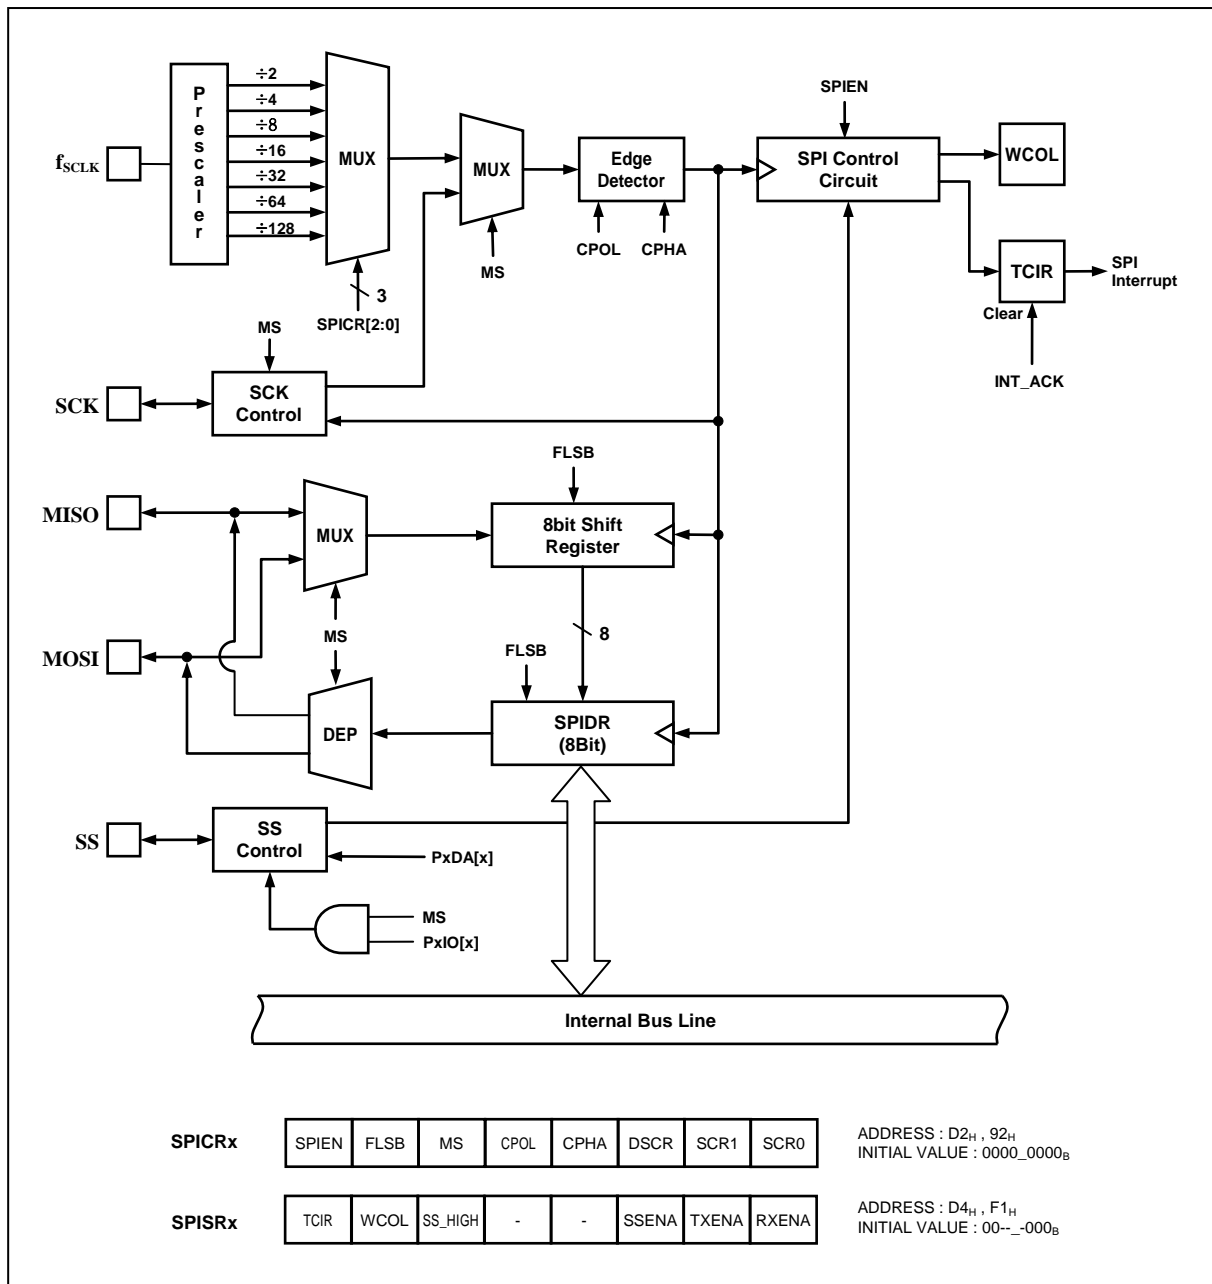 ÷2
÷4
÷8
÷16
÷32
÷64
÷128
Prescaler
fSCLK
MUX
3
SPICR[2:0]
MUX
MS
Edge
Detector
CPOL
CPHA
SPIEN
SPI Control
Circuit
WCOL
TCIR
SPI
Interrupt
Clear
INT_ACK
MS
SCK
SCK
Control
FLSB
MISO
MUX
8bit Shift
Register
MS
8
MOSI
FLSB
DEP
SPIDR
(8Bit)
SS
SS
Control
PxDA[x]
MS
PxIO[x]
Internal Bus Line
SPICRx SPIEN FLSB MS CPOL CPHA DSCR SCR1 SCR0
ADDRESS : D2H , 92H
INITIAL VALUE : 0000_0000B
SPISRx TCIR WCOL SS_HIGH - - SSENA TXENA RXENA
ADDRESS : D4H , F1H
INITIAL VALUE : 00--_-000B